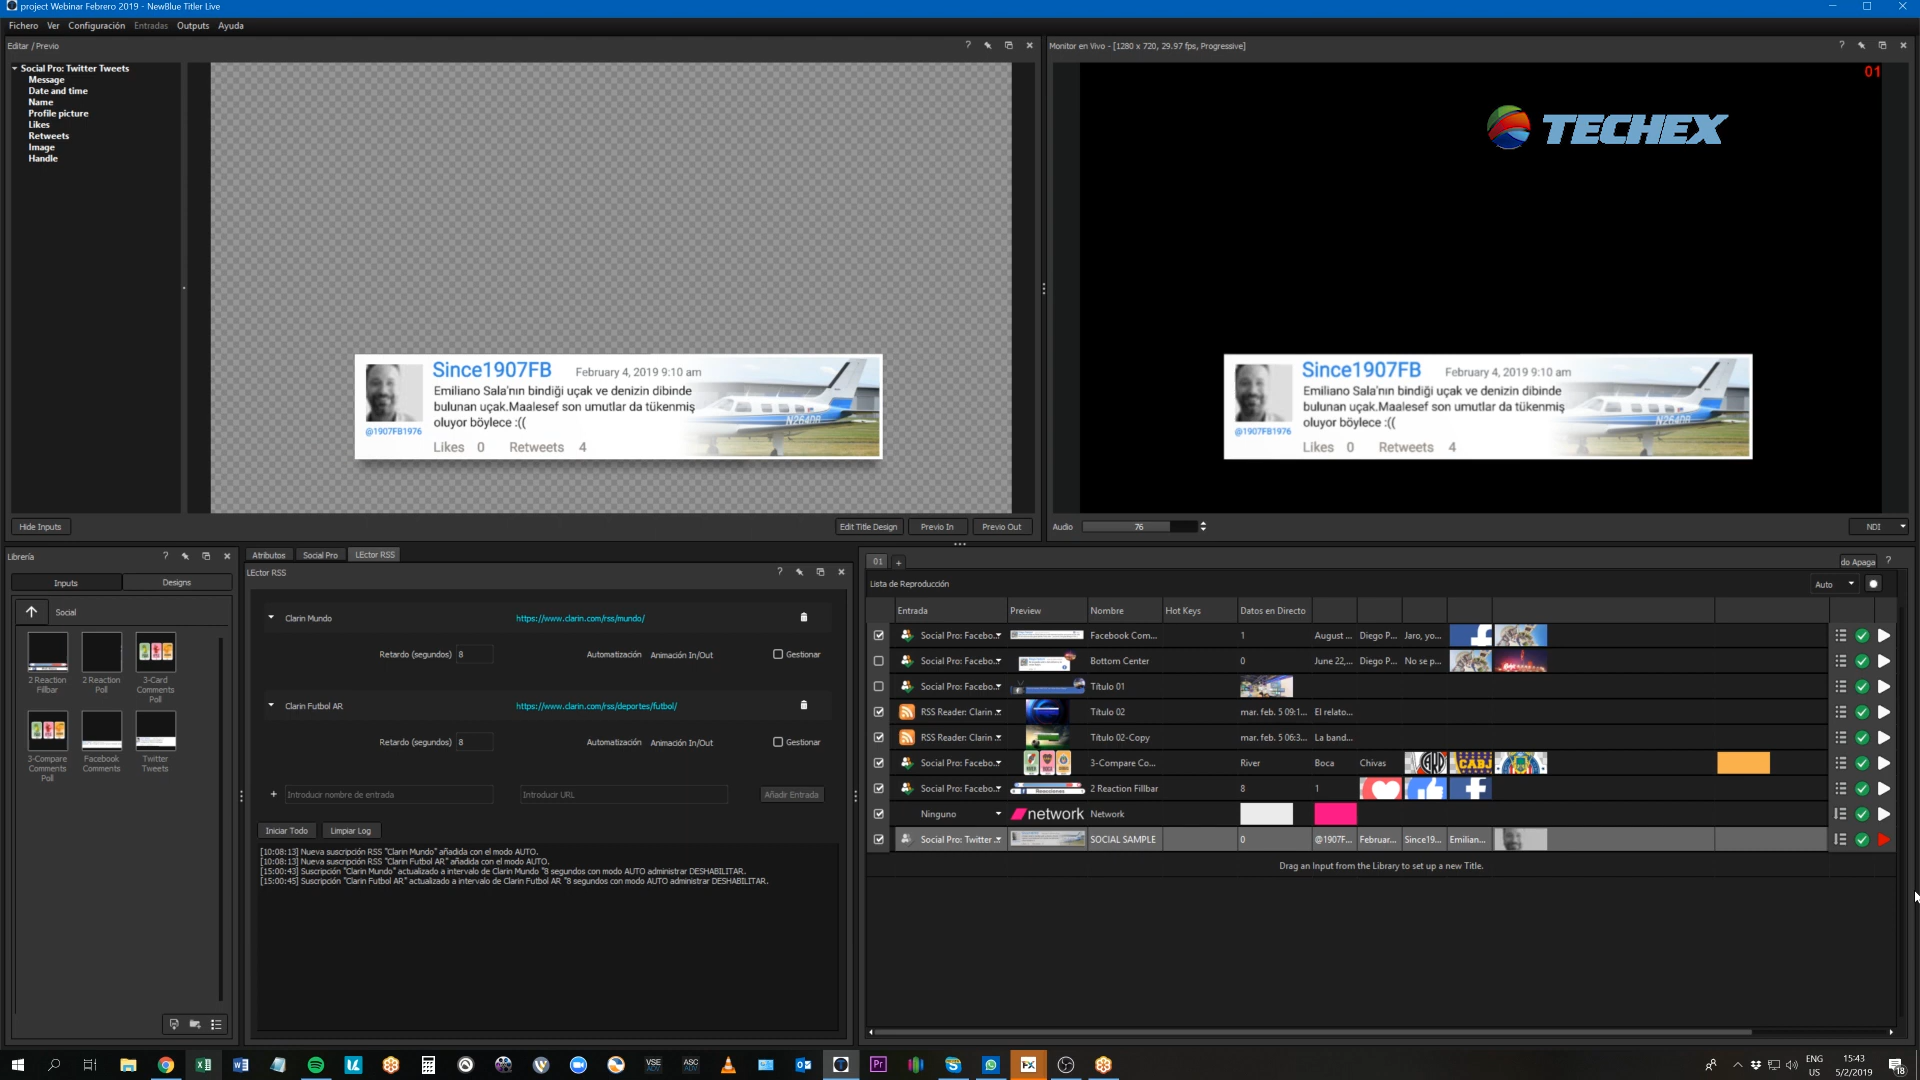 project Webinar Febrero 2019 - NewBlue Titler Live
Fichero Ver Configuración Entradas Outputs Ayuda
Editar / Previo
Monitor en Vivo - [1280 x 720, 29.97 fps, Progressive]
Social Pro: Twitter Tweets
Message
Date and time
Name
Profile picture
Likes
Retweets
Image
Handle
01
TECHEX
Since1907FB February 4, 2019 9:10 am
Emiliano Sala'nın bindiği uçak ve denizin dibinde
bulunan uçak.Maalesef son umutlar da tükenmiş
oluyor böylece :((
@1907FB1976
Likes 0 Retweets 4
N264DB
Since1907FB February 4, 2019 9:10 am
Emiliano Sala'nın bindiği uçak ve denizin dibinde
bulunan uçak.Maalesef son umutlar da tükenmiş
oluyor böylece :((
@1907FB1976
Likes 0 Retweets 4
N264DB
Hide Inputs Edit Title Design Previo In Previo Out
Audio 76 NDI
Librería
Inputs Designs
Social
2 Reaction Fillbar
2 Reaction Poll
3-Card Comments Poll
3-Compare Comments Poll
Facebook Comments
Twitter Tweets
Atributos Social Pro LEctor RSS
LEctor RSS
Clarin Mundo https://www.clarin.com/rss/mundo/
Retardo (segundos) 8 Automatización Animación In/Out Gestionar
Clarin Futbol AR https://www.clarin.com/rss/deportes/futbol/
Retardo (segundos) 8 Automatización Animación In/Out Gestionar
+ Introducir nombre de entrada Introducir URL Añadir Entrada
Iniciar Todo Limpiar Log
[10:08:13] Nueva suscripción RSS "Clarin Mundo" añadida con el modo AUTO.
[10:08:13] Nueva suscripción RSS "Clarin Futbol AR" añadida con el modo AUTO.
[15:00:43] Suscripción "Clarin Mundo" actualizado a intervalo de Clarin Mundo "8 segundos con modo AUTO administrar DESHABILITAR.
[15:00:45] Suscripción "Clarin Futbol AR" actualizado a intervalo de Clarin Futbol AR "8 segundos con modo AUTO administrar DESHABILITAR.
01 + do Apaga ?
Lista de Reproducción Auto
Entrada Preview Nombre Hot Keys Datos en Directo
Social Pro: Facebo... Facebook Com... 1 August ... Diego P... Jaro, yo...
Social Pro: Facebo... Bottom Center 0 June 22,... Diego P... No se p...
Social Pro: Facebo... Título 01
RSS Reader: Clarin ... Título 02 mar. feb. 5 09:1... El relato...
RSS Reader: Clarin ... Título 02-Copy mar. feb. 5 06:3... La band...
Social Pro: Facebo... 3-Compare Co... River Boca Chivas CABJ
Social Pro: Facebo... 2 Reaction Fillbar 8 1
Ninguno network Network
Social Pro: Twitter ... SOCIAL SAMPLE 0 @1907F... Februar... Since19... Emilian...
Drag an Input from the Library to set up a new Title.
VSE ADV
ASC ADV
Pr
FX
ENG US
15:43
5/2/2019
18